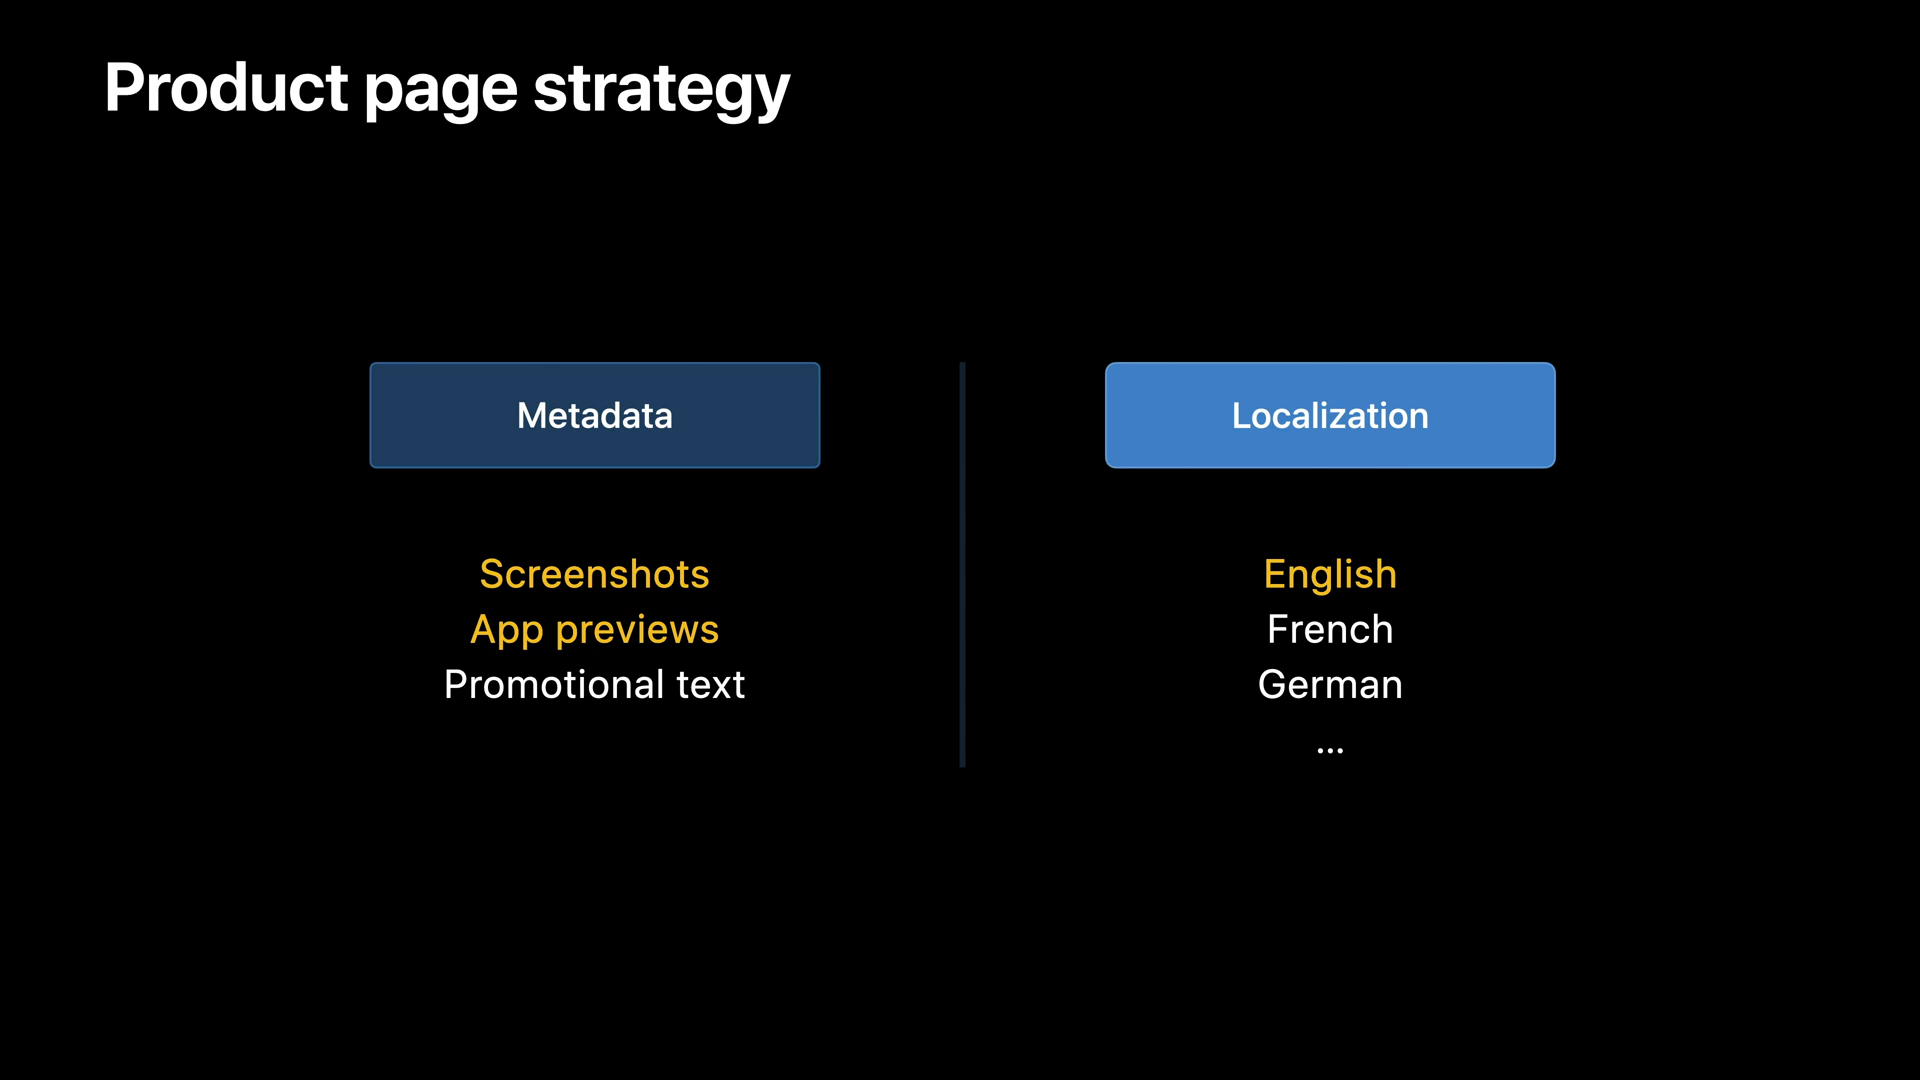 Product page strategy
Metadata
Screenshots
App previews
Promotional text
Localization
English
French
German
...